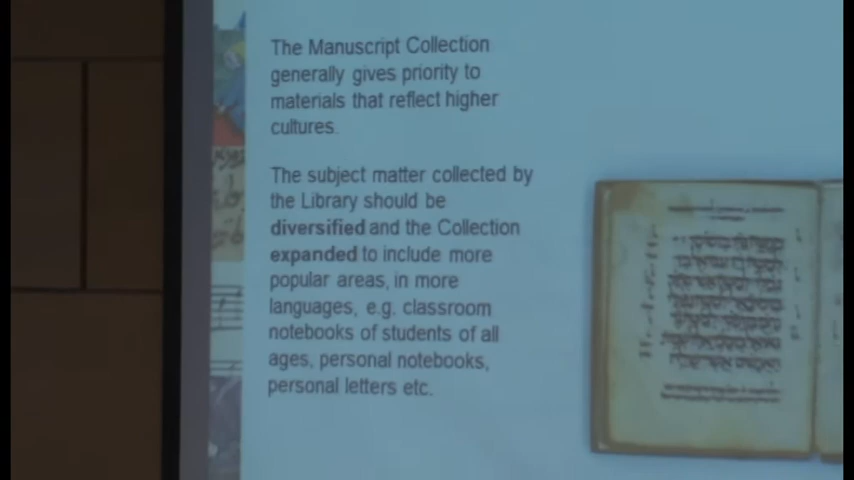 The Manuscript Collection
generally gives priority to
materials that reflect higher
cultures.
The subject matter collected by
the Library should be
diversified and the Collection
expanded to include more
popular areas, in more
languages, e.g. classroom
notebooks of students of all
ages, personal notebooks,
personal letters etc.